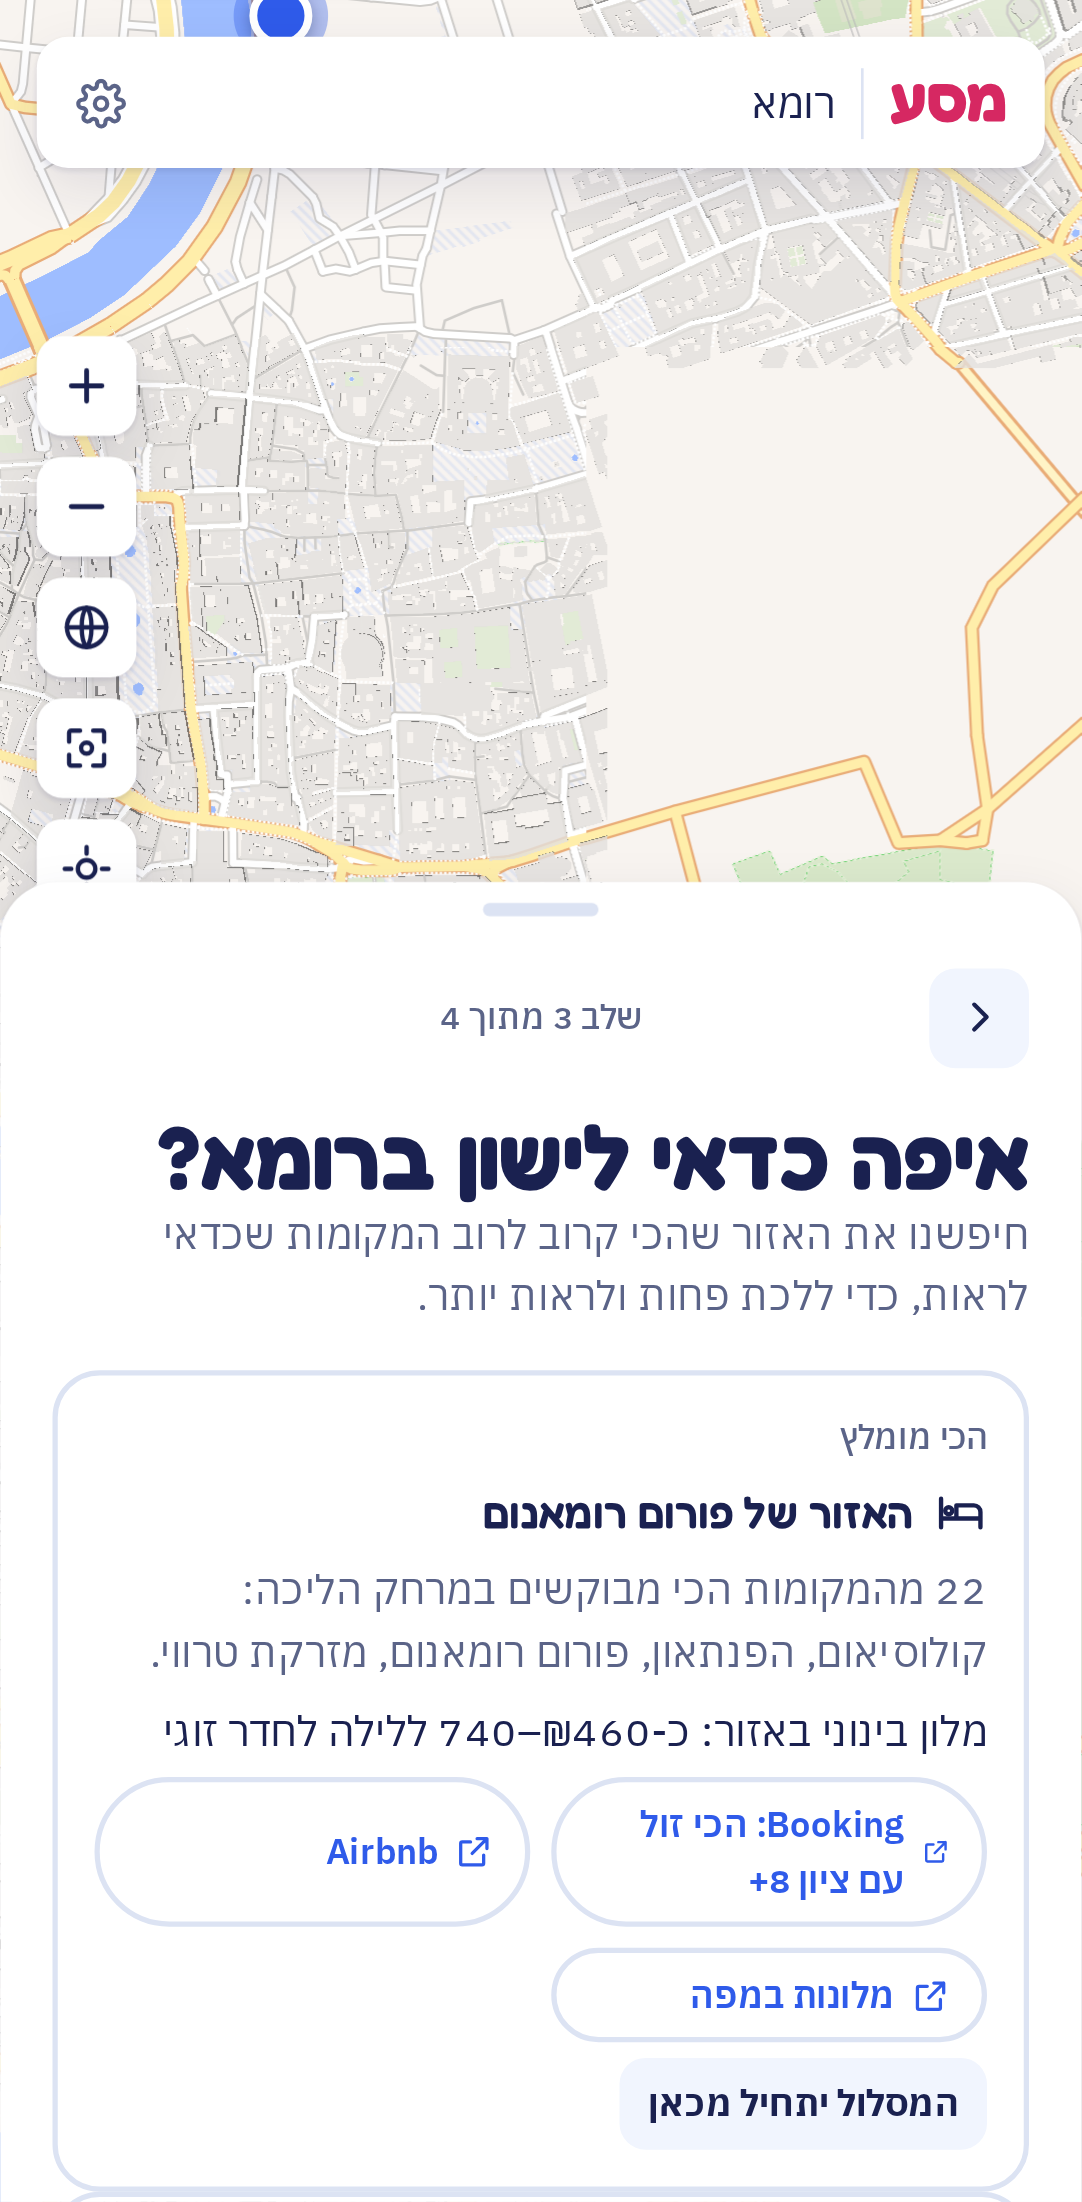 מסע
רומא
שלב 3 מתוך 4
איפה כדאי לישון ברומא?
חיפשנו את האזור שהכי קרוב לרוב המקומות שכדאי
לראות, כדי ללכת פחות ולראות יותר.
הכי מומלץ
האזור של פורום רומאנום
22 מהמקומות הכי מבוקשים במרחק הליכה:
קולוסיאום, הפנתאון, פורום רומאנום, מזרקת טרווי.
מלון בינוני באזור: כ-₪460–740 ללילה לחדר זוגי
Booking: הכי זול
עם ציון 8+
Airbnb
מלונות במפה
המסלול יתחיל מכאן